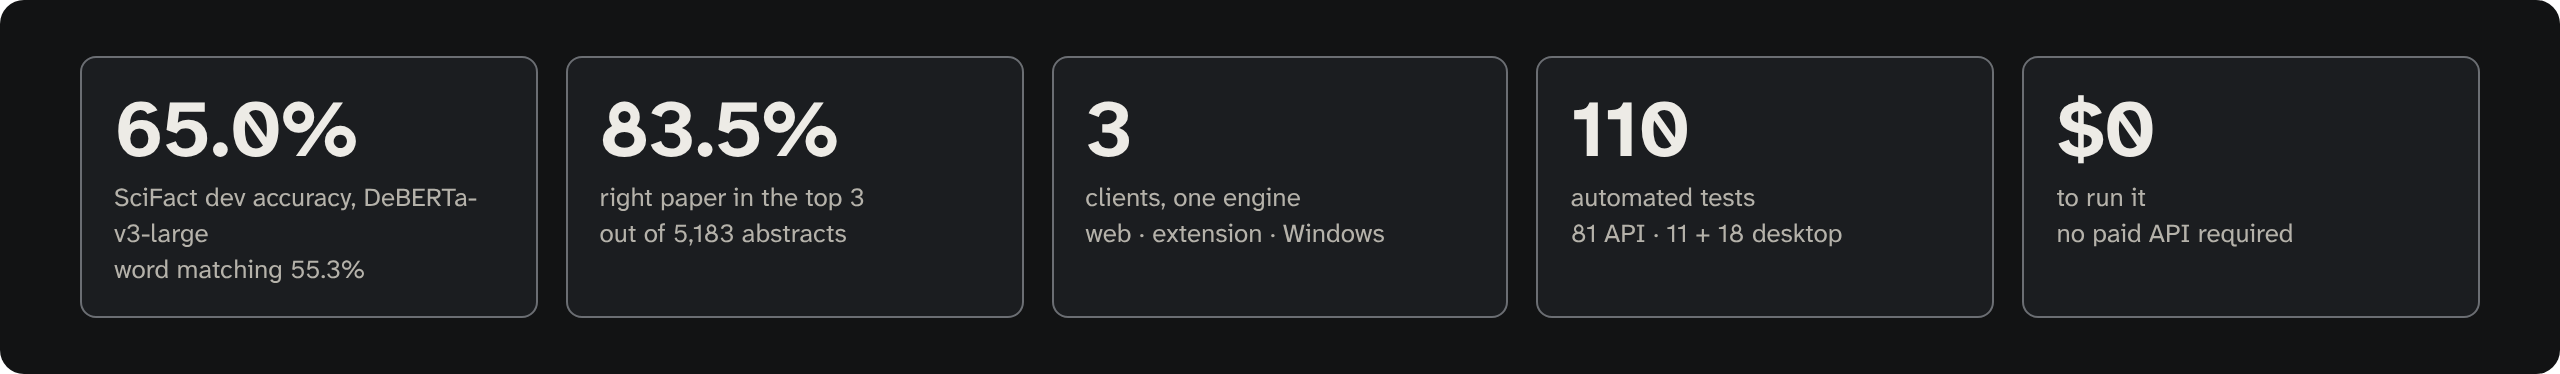 65.0%
SciFact dev accuracy, DeBERTa-
v3-large
word matching 55.3%
83.5%
right paper in the top 3
out of 5,183 abstracts
3
clients, one engine
web · extension · Windows
110
automated tests
81 API · 11 + 18 desktop
$0
to run it
no paid API required